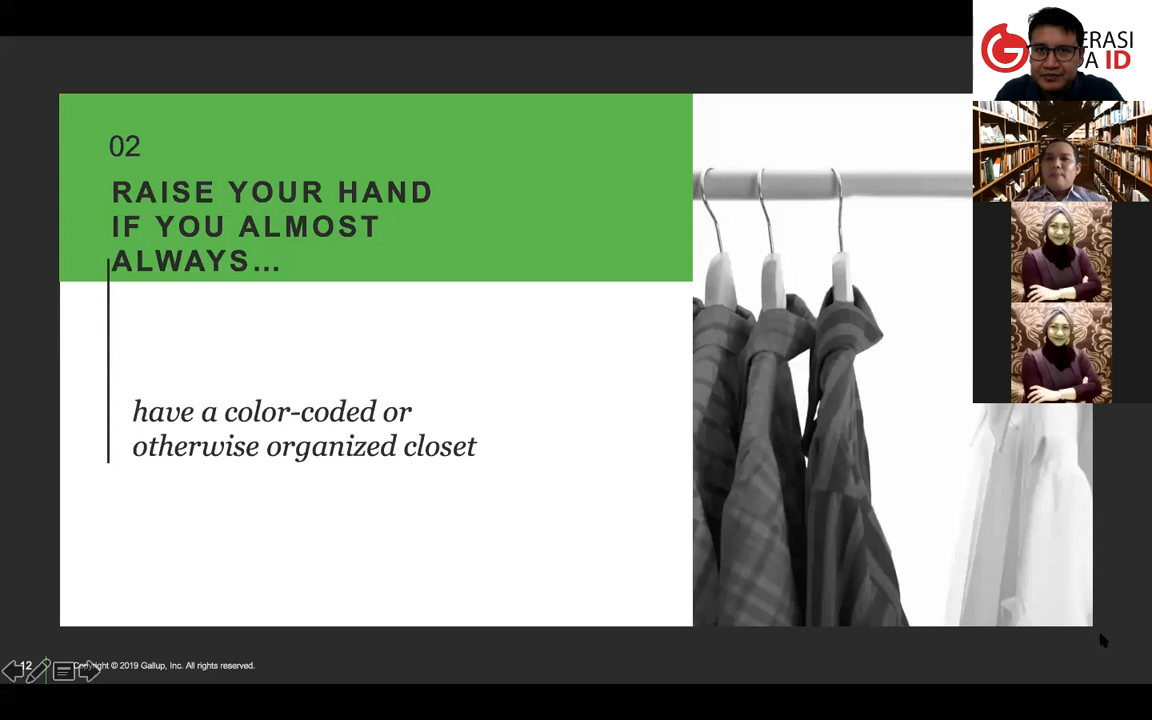 02
RAISE YOUR HAND
IF YOU ALMOST
ALWAYS...
have a color-coded or
otherwise organized closet
12
Copyright © 2019 Gallup, Inc. All rights reserved.
ERASI
ID